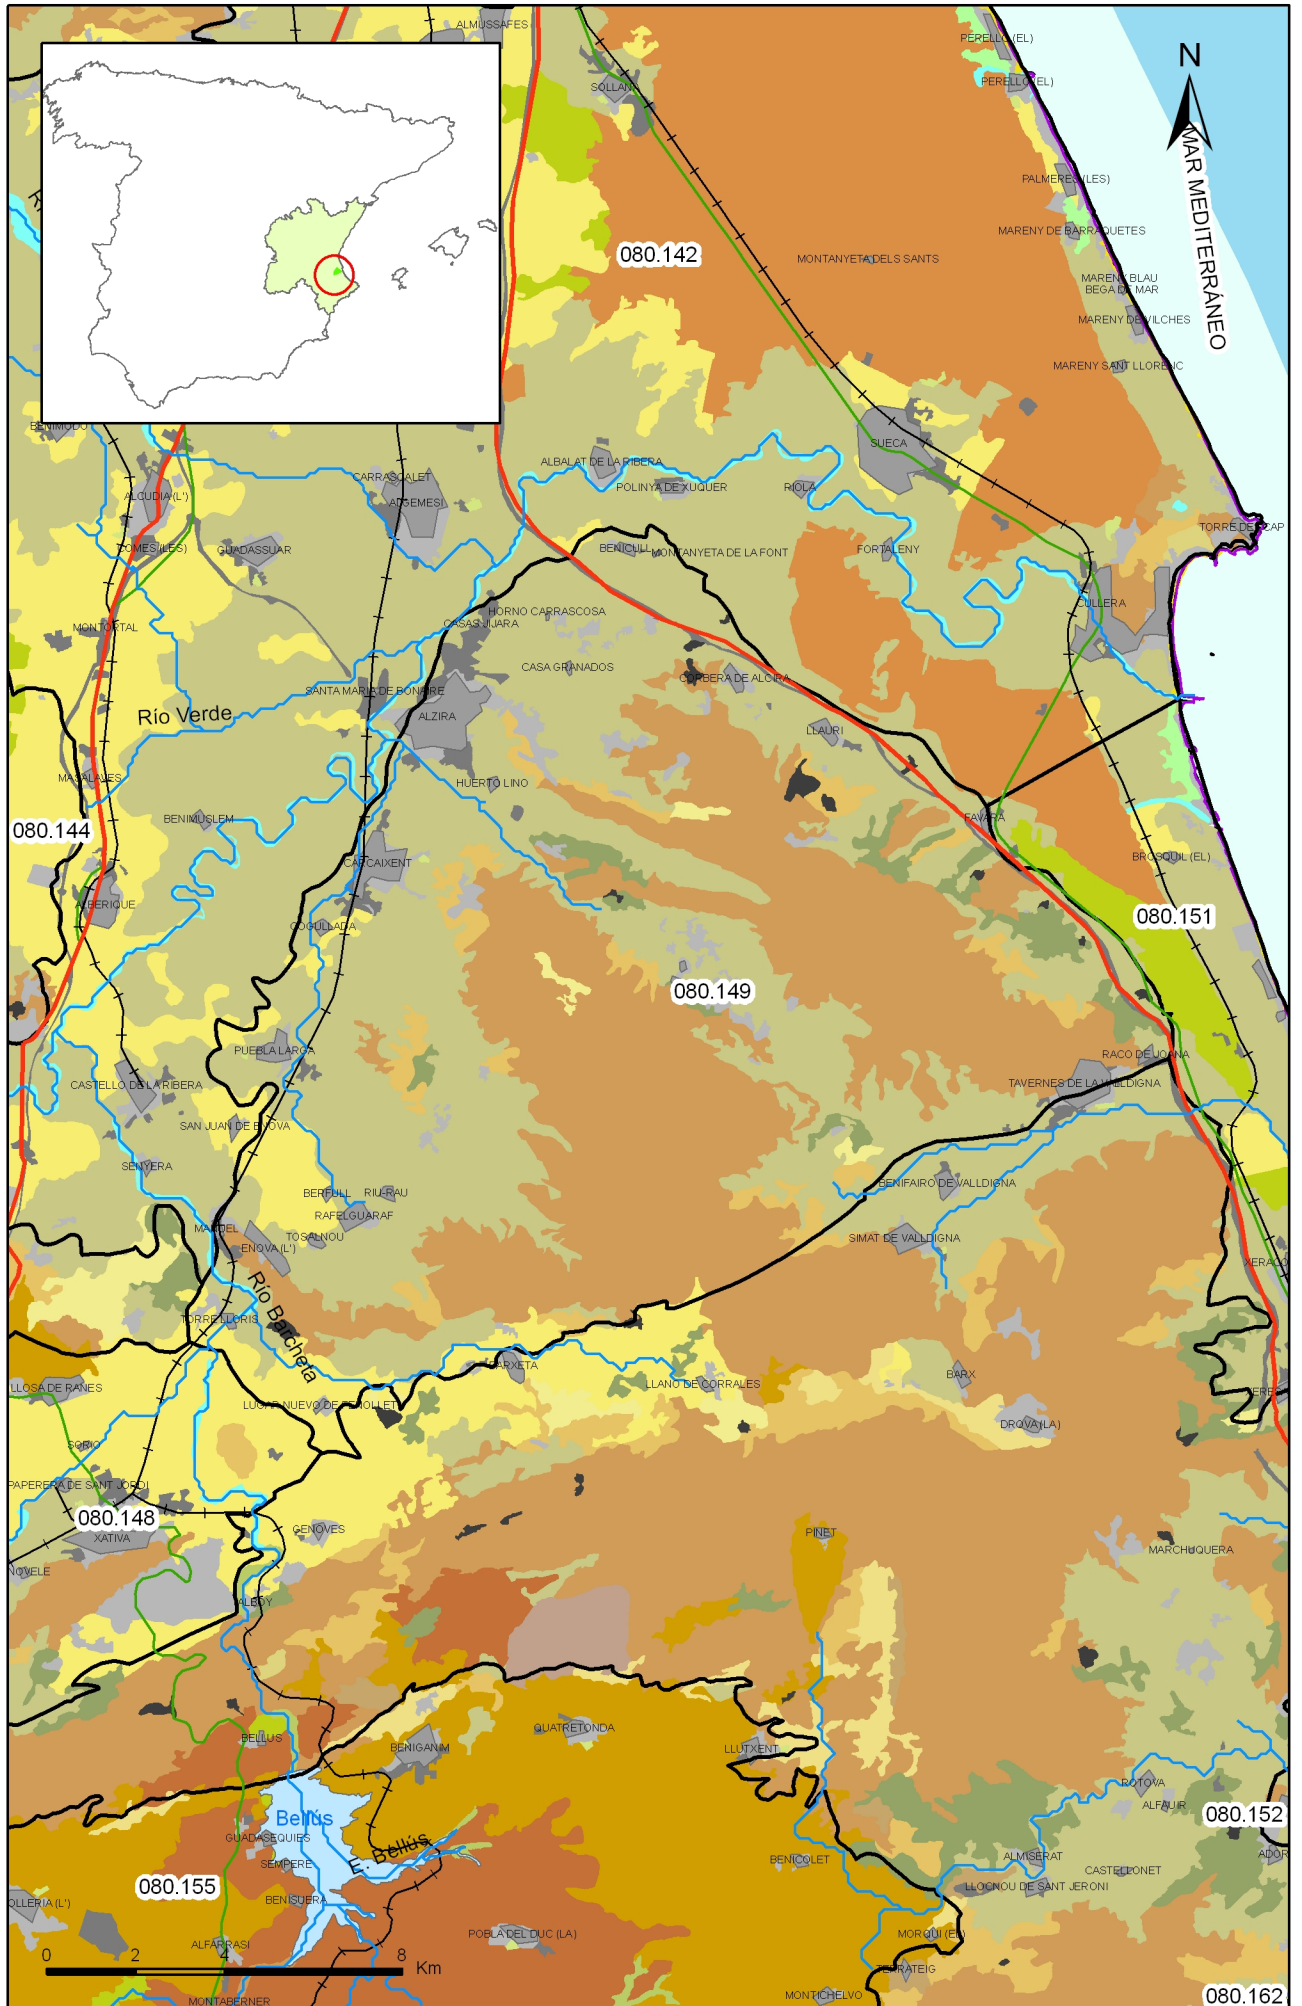 ALMUSSAFES
PERELLO (EL)
SOLLANA
PERELLO (EL)
N
MAR MEDITERRÁNEO
PALMERES (LES)
MARENY DE BARRAQUETES
080.142
MONTANYETA DELS SANTS
MARENY BLAU
BEGA DE MAR
MARENY DE VILCHES
MARENY SANT LLORENC
BENIMODO
SUECA
ALBALAT DE LA RIBERA
CARRASCALET
POLINYA DE XUQUER
RIOLA
ALCUDIA (L')
ALGEMESI
TORRE DEL CAP
COMES (LES)
GUADASSUAR
BENICULL
MONTANYETA DE LA FONT
FORTALENY
CULLERA
HORNO CARRASCOSA
CASAS JIJARA
MONTORTAL
CASA GRANADOS
CORBERA DE ALCIRA
SANTA MARIA DE BONAIRE
Río Verde
ALZIRA
LLAURI
MASALAVES
HUERTO LINO
BENIMUSLEM
FAVARA
080.144
CARCAIXENT
BROSQUIL (EL)
ALBERIQUE
080.151
COGULLADA
080.149
PUEBLA LARGA
RACO DE JOANA
CASTELLO DE LA RIBERA
TAVERNES DE LA VALLDIGNA
SAN JUAN DE ENOVA
SENYERA
BENIFAIRO DE VALLDIGNA
BERFULL
RIU-RAU
RAFELGUARAF
MANUEL
TOSALNOU
ENOVA (L')
SIMAT DE VALLDIGNA
XERACO
Río Barcheta
TORRE LLORIS
BARXETA
BARX
LLOSA DE RANES
LLANO DE CORRALES
LUGAR NUEVO DE FENOLLET
DROVA (LA)
SORIO
PAPERERA DE SANT JORDI
080.148
XATIVA
GENOVES
PINET
MARCHUQUERA
NOVELE
ALBOY
BELLUS
BENIGANIM
QUATRETONDA
LLUTXENT
ROTOVA
ALFAUIR
080.152
Bellús
GUADASEQUIES
E. Bellús
SEMPERE
BENICOLET
ALMISERAT
ADOR
CASTELLONET
080.155
LLOCNOU DE SANT JERONI
BENISUERA
OLLERIA (L')
POBLA DEL DUC (LA)
MORQUI (EL)
ALFARRASI
0 2 4 8
Km
TERRATEIG
MONTICHELVO
080.162
MONTABERNER